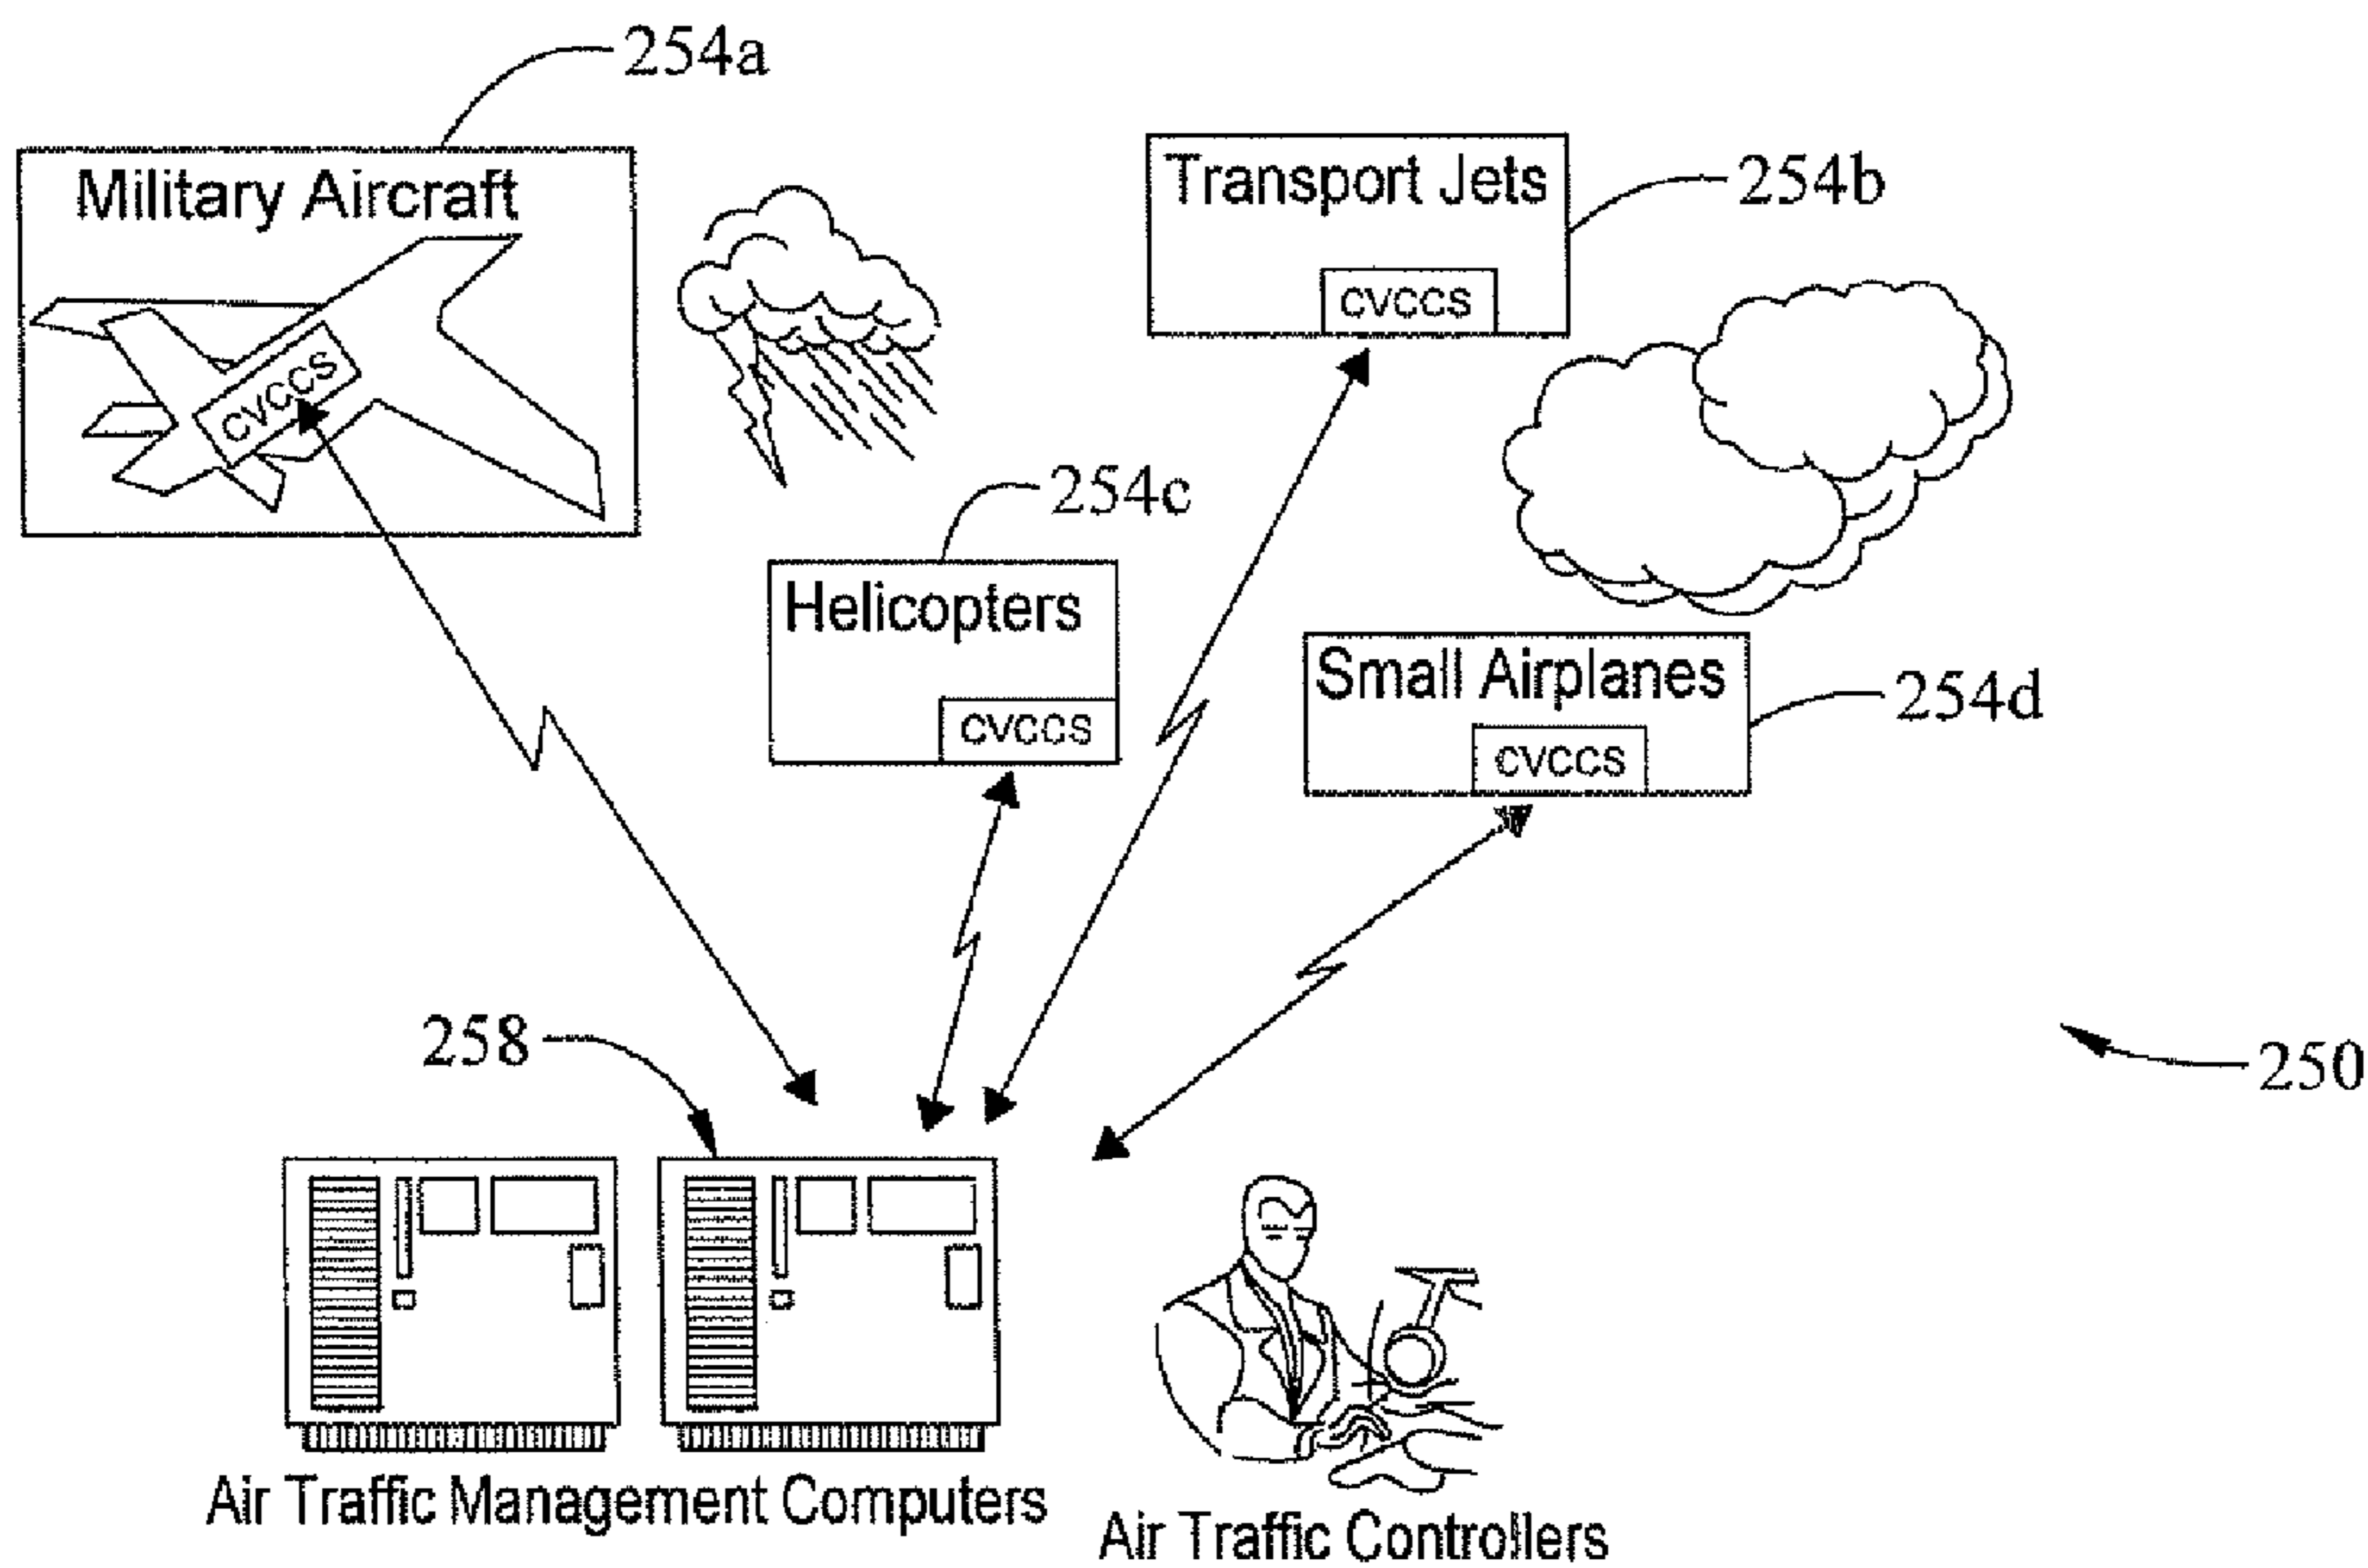 254a
Military Aircraft
CVCCS
Transport Jets
CVCCS
254b
254c
Helicopters
CVCCS
Small Airplanes
CVCCS
254d
258
250
Air Traffic Management Computers
Air Traffic Controllers